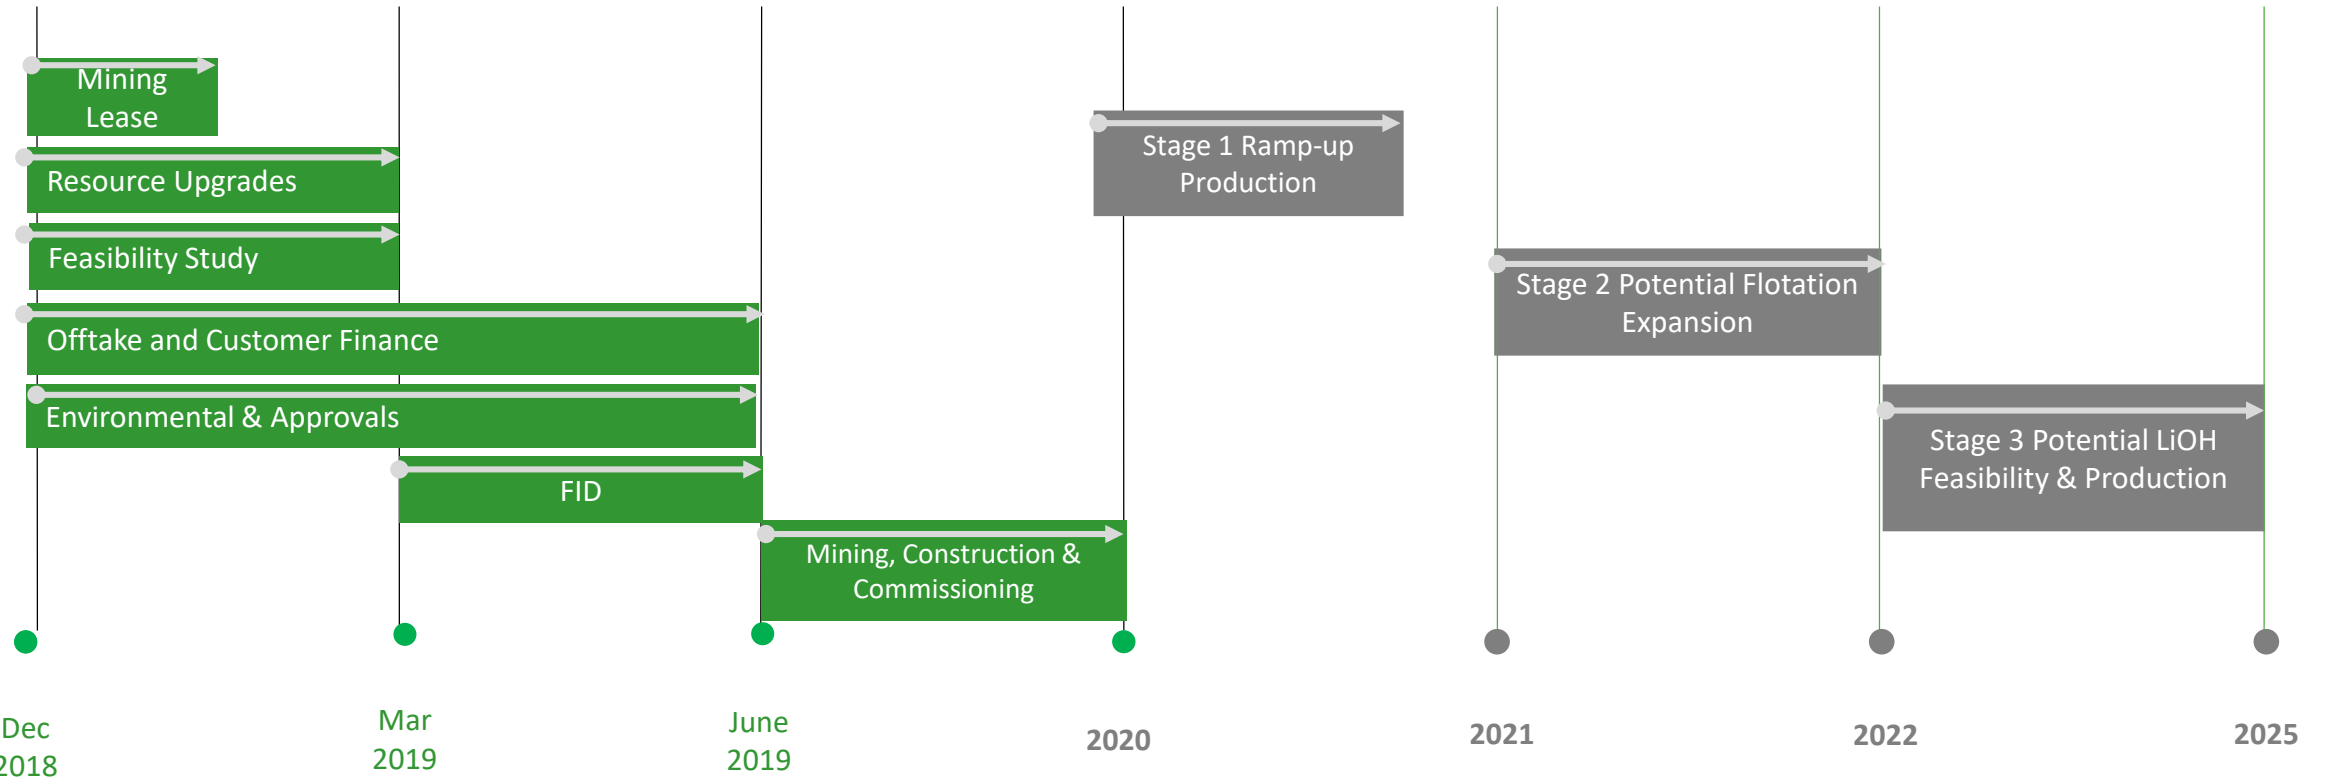 Mining
Lease
Resource Upgrades
Feasibility Study
Offtake and Customer Finance
Environmental & Approvals
FID
Mining, Construction &
Commissioning
Stage 1 Ramp-up
Production
Stage 2 Potential Flotation
Expansion
Stage 3 Potential LiOH
Feasibility & Production
Dec
2018
Mar
2019
June
2019
2020
2021
2022
2025